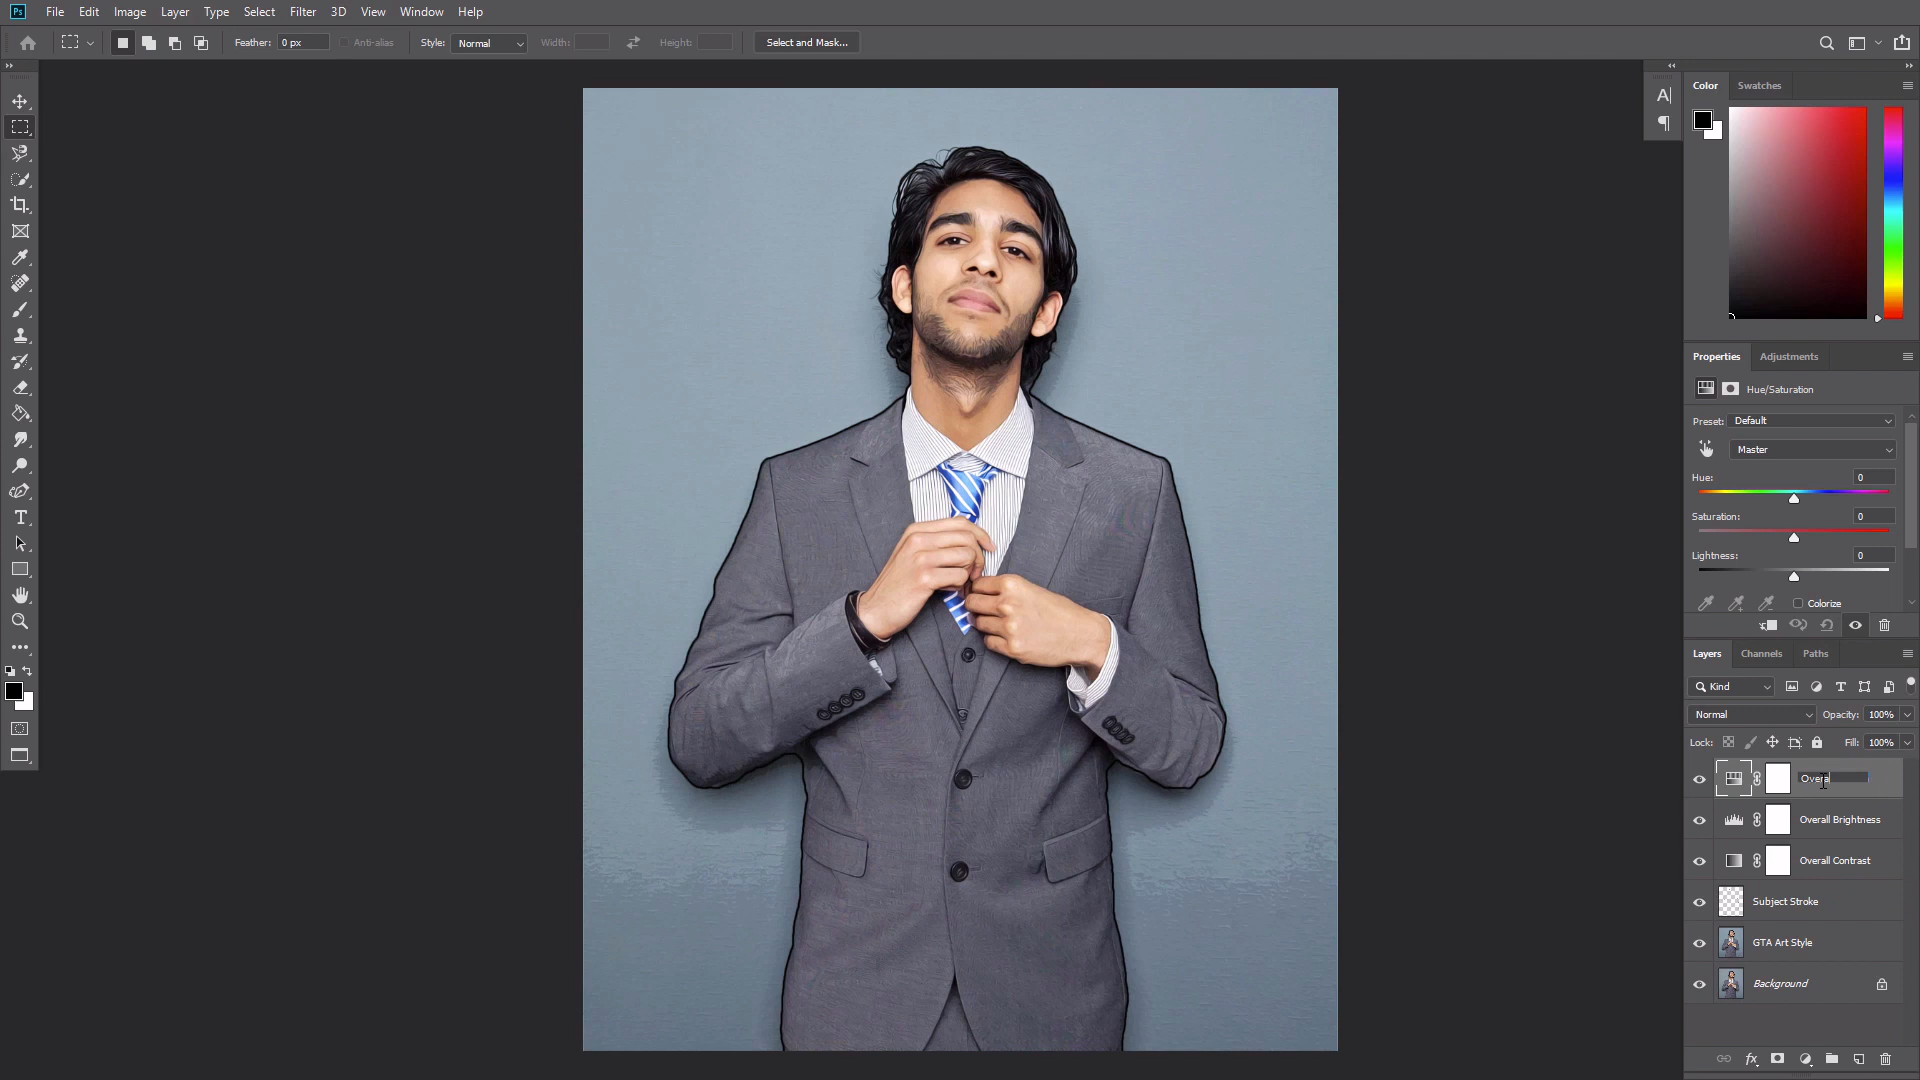 Ps File Edit Image Layer Type Select Filter 3D View Window Help
Feather: 0 px Anti-alias Style: Normal Width: Height: Select and Mask...
Color Swatches
Properties Adjustments
Hue/Saturation
Preset: Default
Master
Hue: 0
Saturation: 0
Lightness: 0
Colorize
Layers Channels Paths
Kind
Normal Opacity: 100%
Lock: Fill: 100%
Overa
Overall Brightness
Overall Contrast
Subject Stroke
GTA Art Style
Background